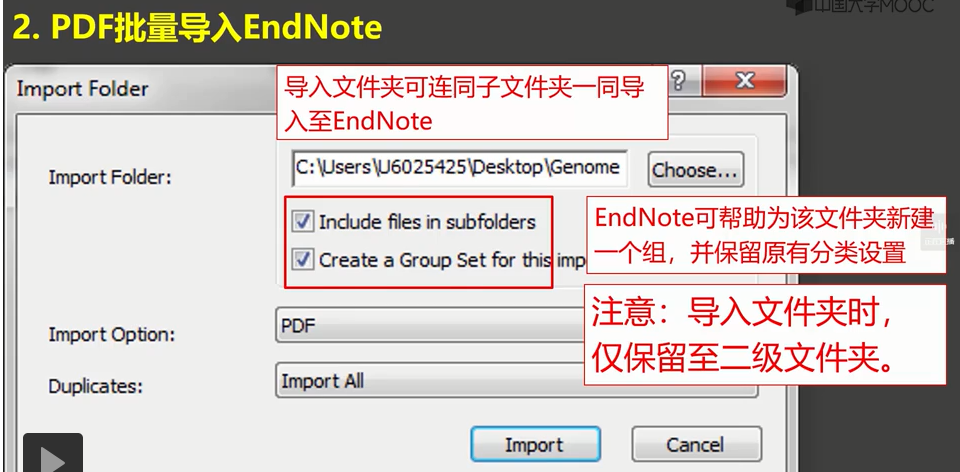 中国大学MOOC
2. PDF批量导入EndNote
Import Folder
导入文件夹可连同子文件夹一同导
入至EndNote
?
X
Import Folder:
C:\Users\U6025425\Desktop\Genome
Choose...
Include files in subfolders
Create a Group Set for this imp
EndNote可帮助为该文件夹新建
一个组，并保留原有分类设置
注意：导入文件夹时，
仅保留至二级文件夹。
Import Option:
PDF
Duplicates:
Import All
Import
Cancel